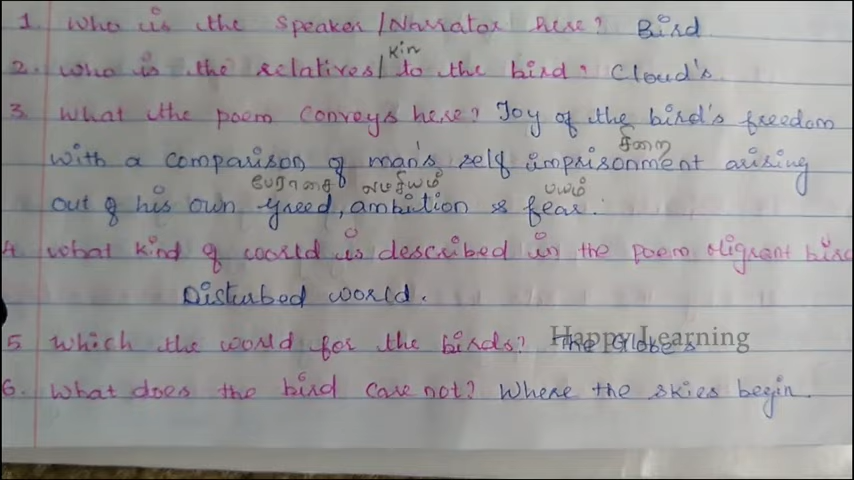 1. Who is the Speaker / Narrator here? Bird
kin
2. who is the relatives / to the bird? Cloud's
3. What the poem conveys here? Joy of the bird's freedom
சிறை
with a comparison of man's self imprisonment arising
பேராசை பயம்
out of his own greed, ambition & fear.
4. What kind of world is described in the poem Migrant bird
Disturbed world.
5. Which the world for the birds? The Globe's
Happy Learning
6. What does the bird care not? Where the skies begin.